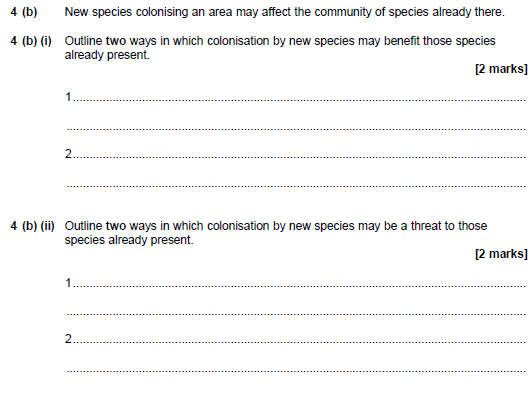 4 (b) New species colonising an area may affect the community of species already there.
4 (b) (i) Outline two ways in which colonisation by new species may benefit those species
already present.
[2 marks]
1.......................................................................................................................................
.......................................................................................................................................
2.......................................................................................................................................
.......................................................................................................................................
4 (b) (ii) Outline two ways in which colonisation by new species may be a threat to those
species already present.
[2 marks]
1.......................................................................................................................................
.......................................................................................................................................
2.......................................................................................................................................
.......................................................................................................................................